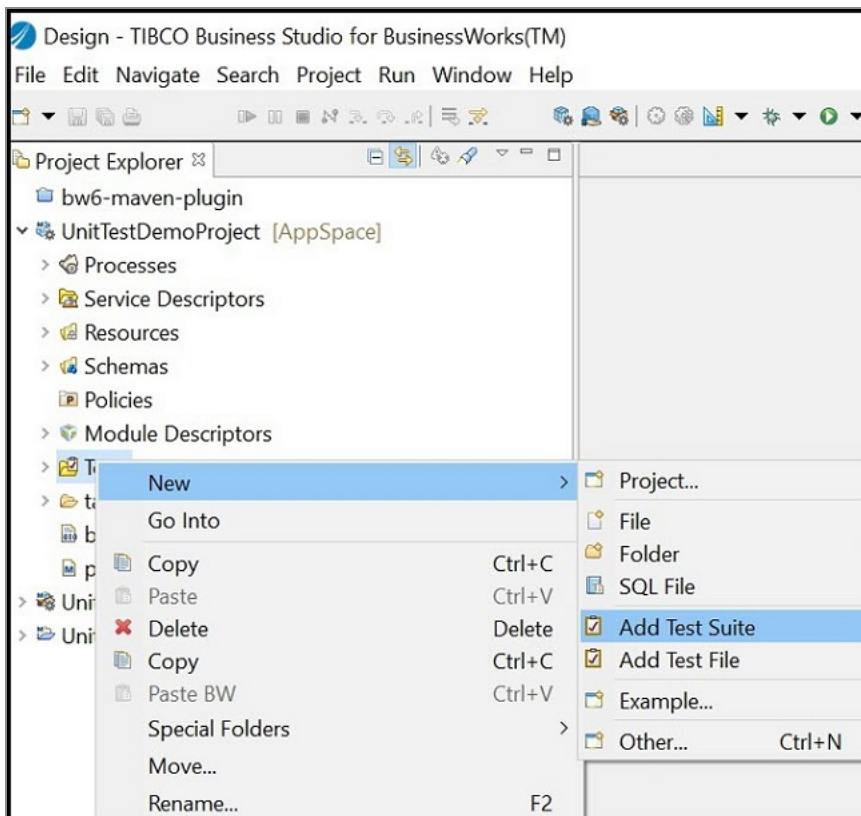 Design - TIBCO Business Studio for BusinessWorks(TM)
File Edit Navigate Search Project Run Window Help
Project Explorer
bw6-maven-plugin
UnitTestDemoProject [AppSpace]
Processes
Service Descriptors
Resources
Schemas
Policies
Module Descriptors
New
Go Into
Copy Ctrl+C
Paste Ctrl+V
Delete Delete
Copy Ctrl+C
Paste BW Ctrl+V
Special Folders
Move...
Rename... F2
Project...
File
Folder
SQL File
Add Test Suite
Add Test File
Example...
Other... Ctrl+N